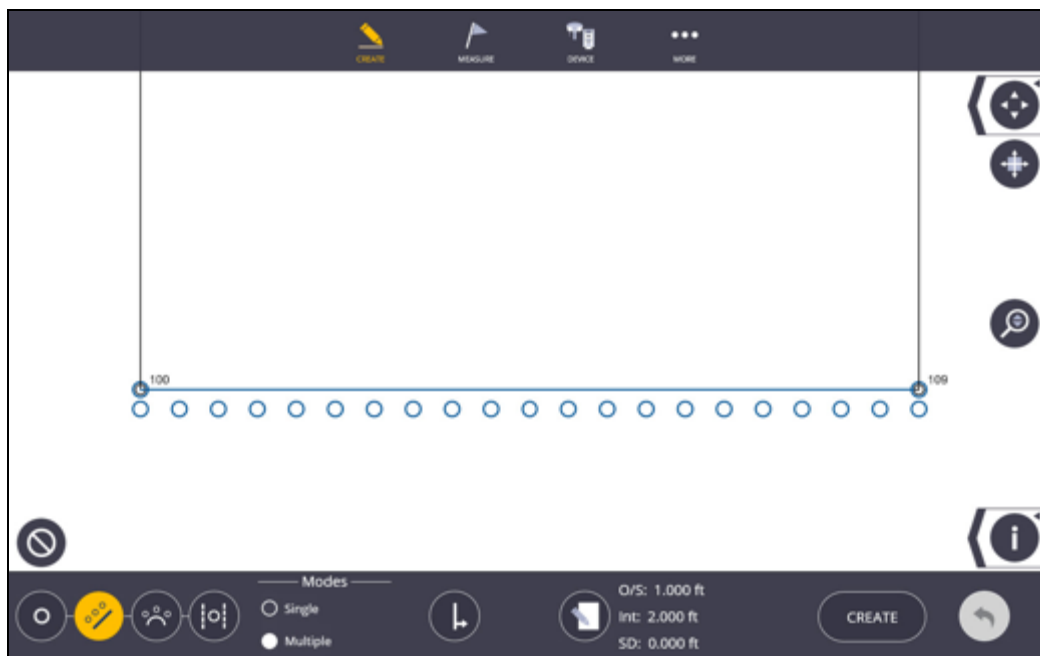 CREATE
MEASURE
DEVICE
MORE
100
109
Modes
Single
Multiple
O/S: 1.000 ft
Int: 2.000 ft
SD: 0.000 ft
CREATE
i